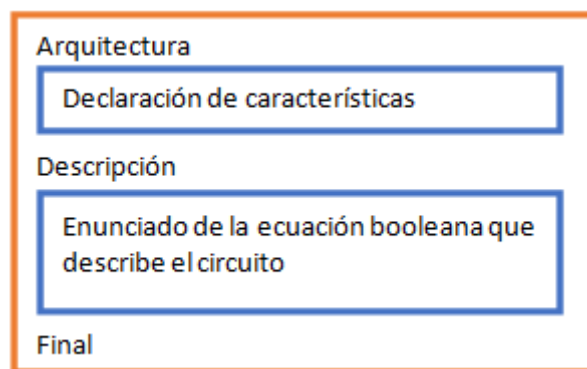 Arquitectura
Declaración de características
Descripción
Enunciado de la ecuación booleana que
describe el circuito
Final